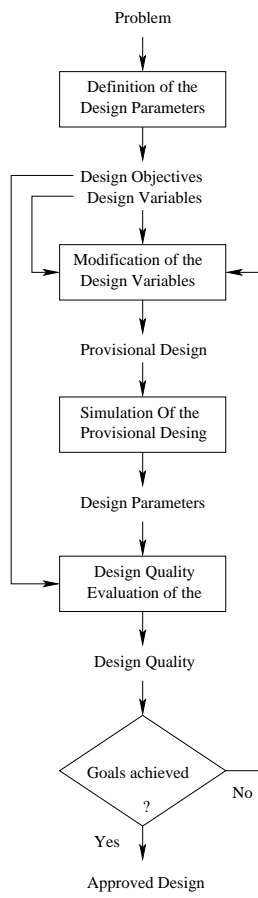 Problem
Definition of the
Design Parameters
Design Objectives
Design Variables
Modification of the
Design Variables
Provisional Design
Simulation Of the
Provisional Desing
Design Parameters
Design Quality
Evaluation of the
Design Quality
Goals achieved
?
No
Yes
Approved Design